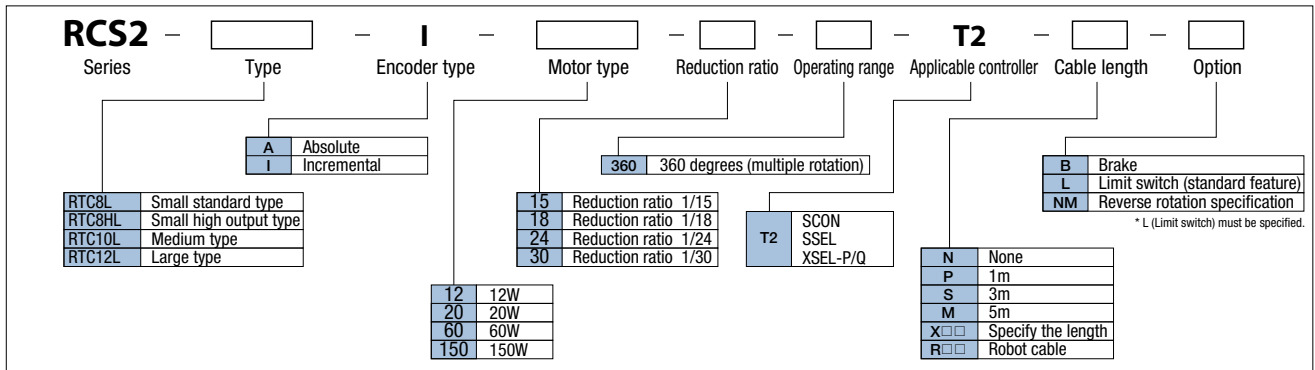 RCS2 – – I – – – – T2 – –
Series Type Encoder type Motor type Reduction ratio Operating range Applicable controller Cable length Option
A Absolute
I Incremental
RTC8L Small standard type
RTC8HL Small high output type
RTC10L Medium type
RTC12L Large type
12 12W
20 20W
60 60W
150 150W
15 Reduction ratio 1/15
18 Reduction ratio 1/18
24 Reduction ratio 1/24
30 Reduction ratio 1/30
360 360 degrees (multiple rotation)
T2 SCON
SSEL
XSEL-P/Q
N None
P 1m
S 3m
M 5m
X□□ Specify the length
R□□ Robot cable
B Brake
L Limit switch (standard feature)
NM Reverse rotation specification
* L (Limit switch) must be specified.